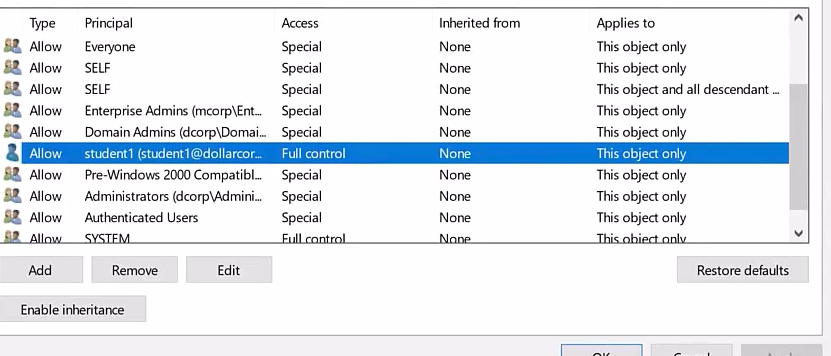 Type Principal Access Inherited from Applies to
Allow Everyone Special None This object only
Allow SELF Special None This object only
Allow SELF Special None This object and all descendant ...
Allow Enterprise Admins (mcorp\Ent... Special None This object only
Allow Domain Admins (dcorp\Domai... Special None This object only
Allow student1 (student1@dollarcor... Full control None This object only
Allow Pre-Windows 2000 Compatibl... Special None This object only
Allow Administrators (dcorp\Admini... Special None This object only
Allow Authenticated Users Special None This object only
Allow SYSTEM Full control None This object only
Add Remove Edit Restore defaults
Enable inheritance
OK